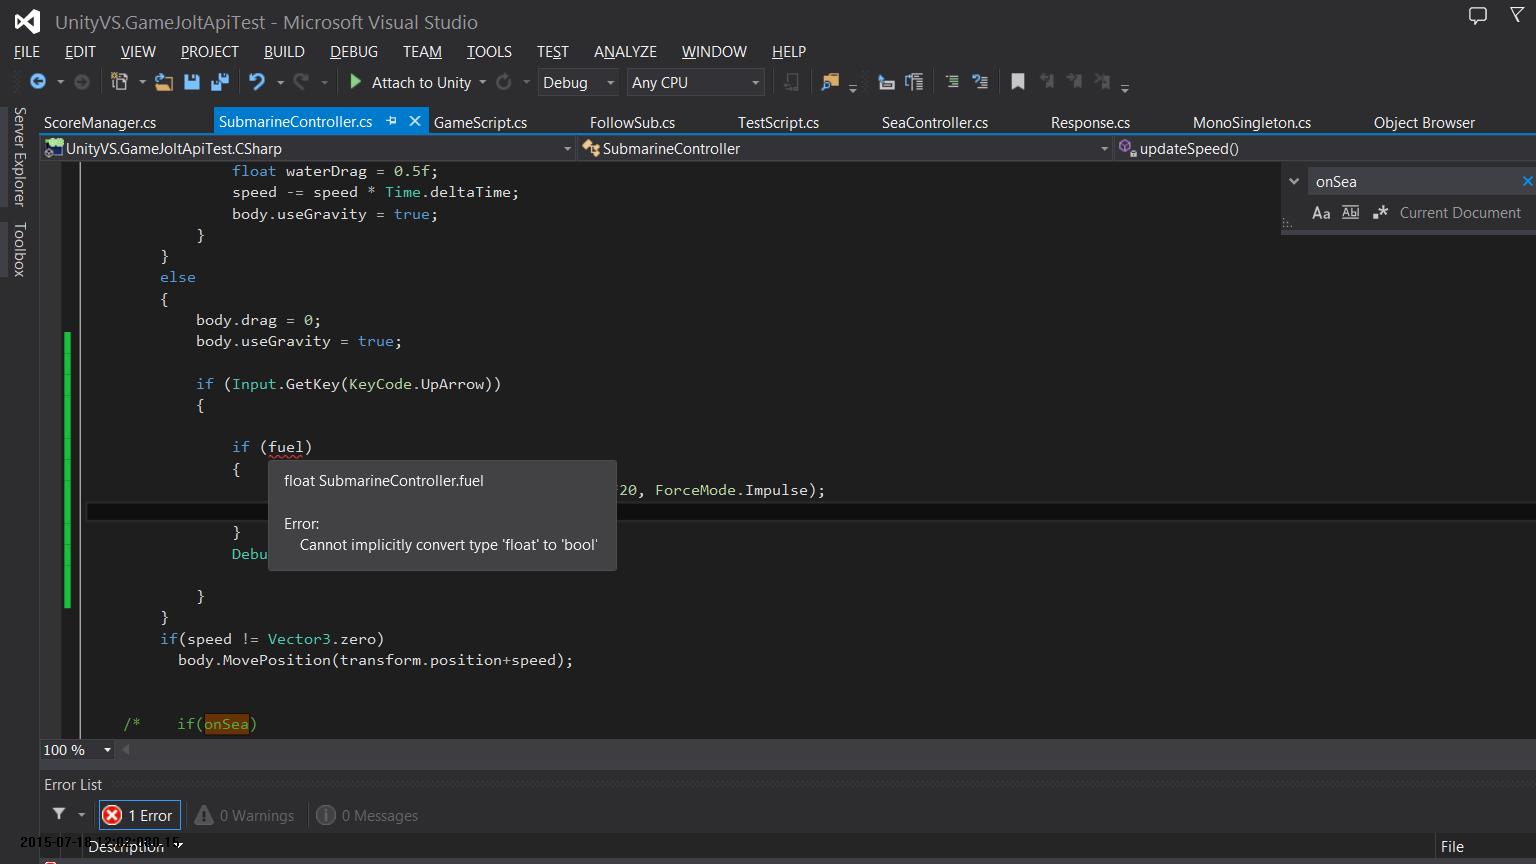 UnityVS.GameJoltApiTest - Microsoft Visual Studio
FILE EDIT VIEW PROJECT BUILD DEBUG TEAM TOOLS TEST ANALYZE WINDOW HELP
Attach to Unity Debug Any CPU
Server Explorer
Toolbox
ScoreManager.cs SubmarineController.cs GameScript.cs FollowSub.cs TestScript.cs SeaController.cs Response.cs MonoSingleton.cs Object Browser
UnityVS.GameJoltApiTest.CSharp SubmarineController updateSpeed()
onSea
Aa Abl .* Current Document
float waterDrag = 0.5f;
speed -= speed * Time.deltaTime;
body.useGravity = true;
}
}
else
{
body.drag = 0;
body.useGravity = true;
if (Input.GetKey(KeyCode.UpArrow))
{
if (fuel)
{
float SubmarineController.fuel
20, ForceMode.Impulse);
Error:
}
Cannot implicitly convert type 'float' to 'bool'
Debu
}
}
if(speed != Vector3.zero)
body.MovePosition(transform.position+speed);
/* if(onSea)
100 %
Error List
1 Error 0 Warnings 0 Messages
Description File